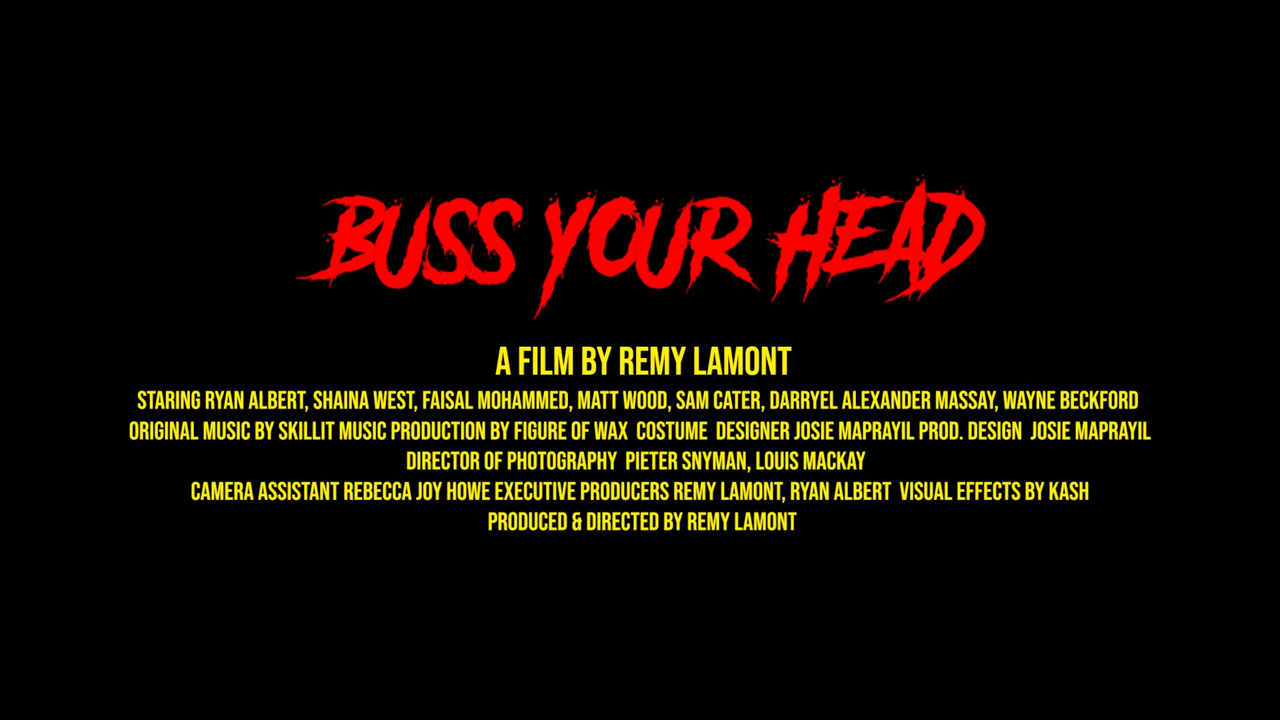 BUSS YOUR HEAD
A FILM BY REMY LAMONT
STARING RYAN ALBERT, SHAINA WEST, FAISAL MOHAMMED, MATT WOOD, SAM CATER, DARRYEL ALEXANDER MASSAY, WAYNE BECKFORD
ORIGINAL MUSIC BY SKILLIT MUSIC PRODUCTION BY FIGURE OF WAX COSTUME DESIGNER JOSIE MAPRAYIL PROD. DESIGN JOSIE MAPRAYIL
DIRECTOR OF PHOTOGRAPHY PIETER SNYMAN, LOUIS MACKAY
CAMERA ASSISTANT REBECCA JOY HOWE EXECUTIVE PRODUCERS REMY LAMONT, RYAN ALBERT VISUAL EFFECTS BY KASH
PRODUCED & DIRECTED BY REMY LAMONT